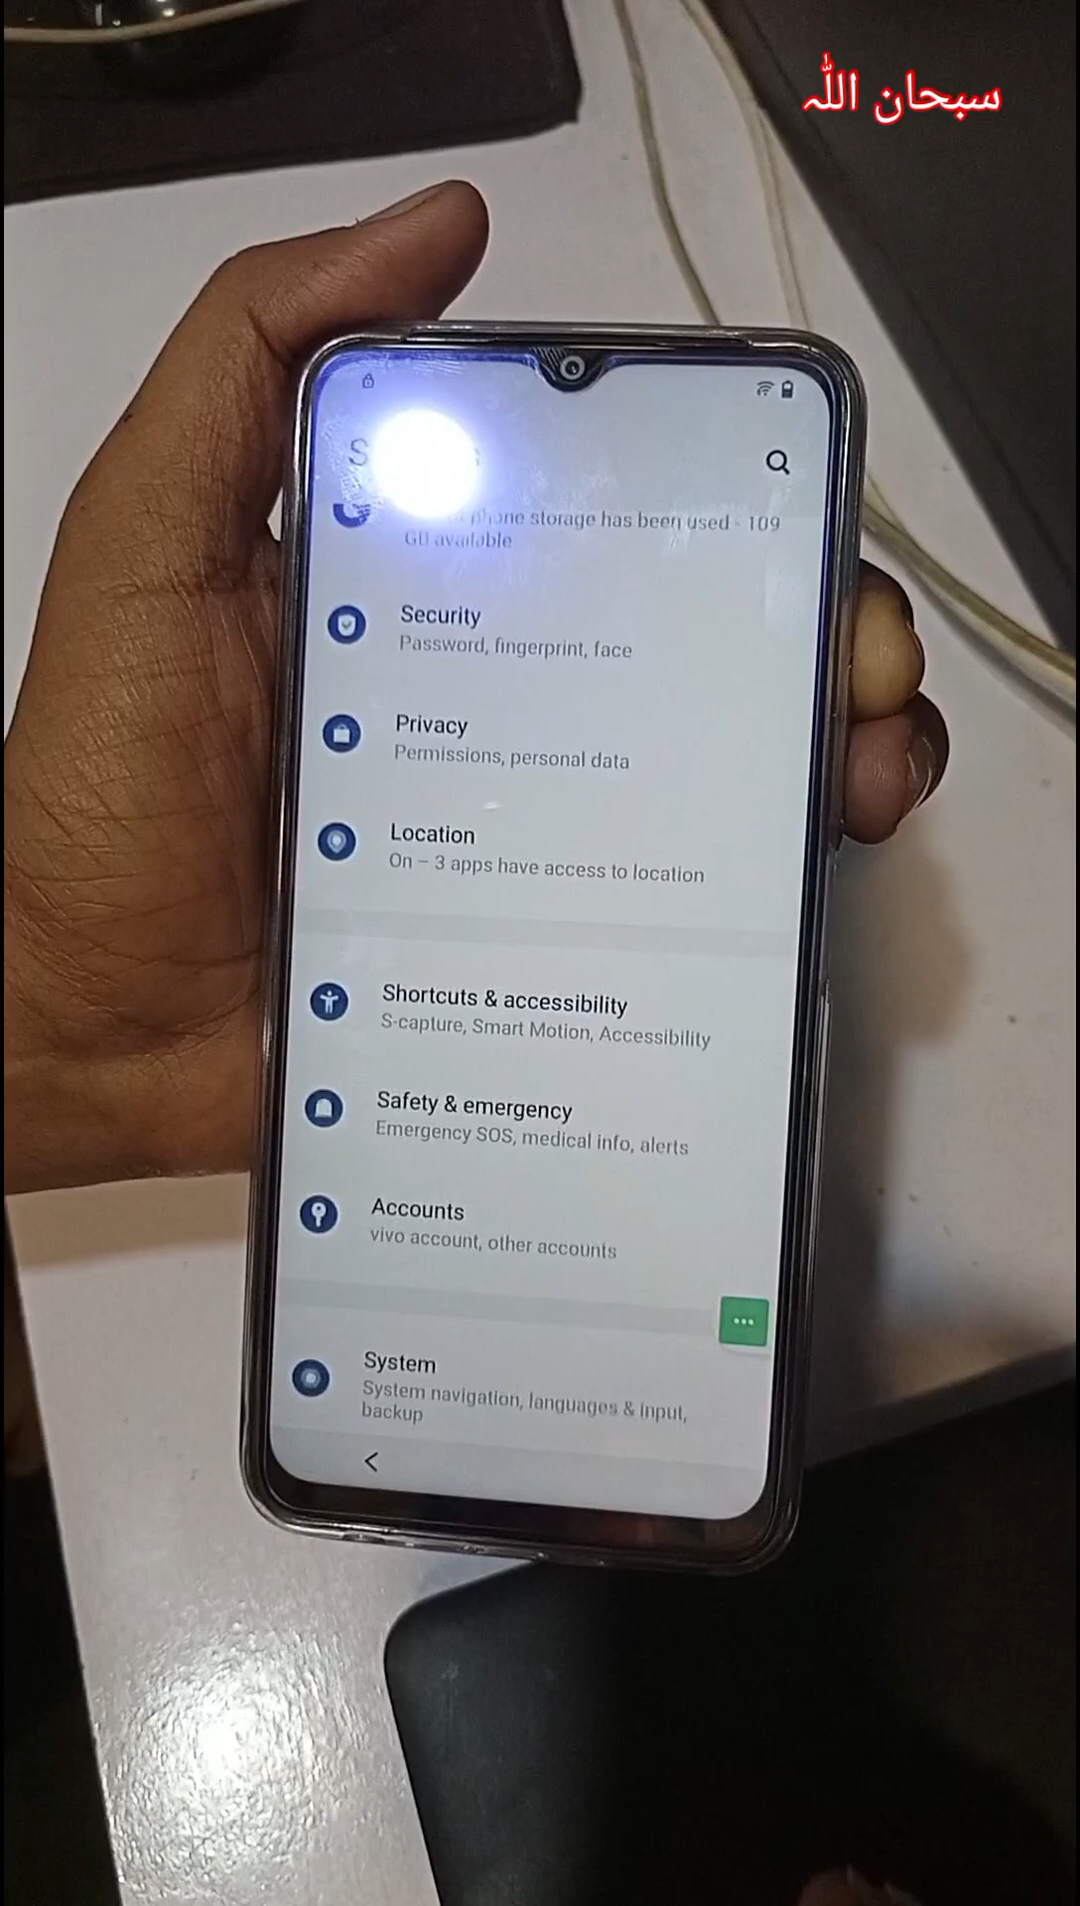 سبحان اللہ
phone storage has been used - 109
GB available
Security
Password, fingerprint, face
Privacy
Permissions, personal data
Location
On – 3 apps have access to location
Shortcuts & accessibility
S-capture, Smart Motion, Accessibility
Safety & emergency
Emergency SOS, medical info, alerts
Accounts
vivo account, other accounts
System
System navigation, languages & input,
backup